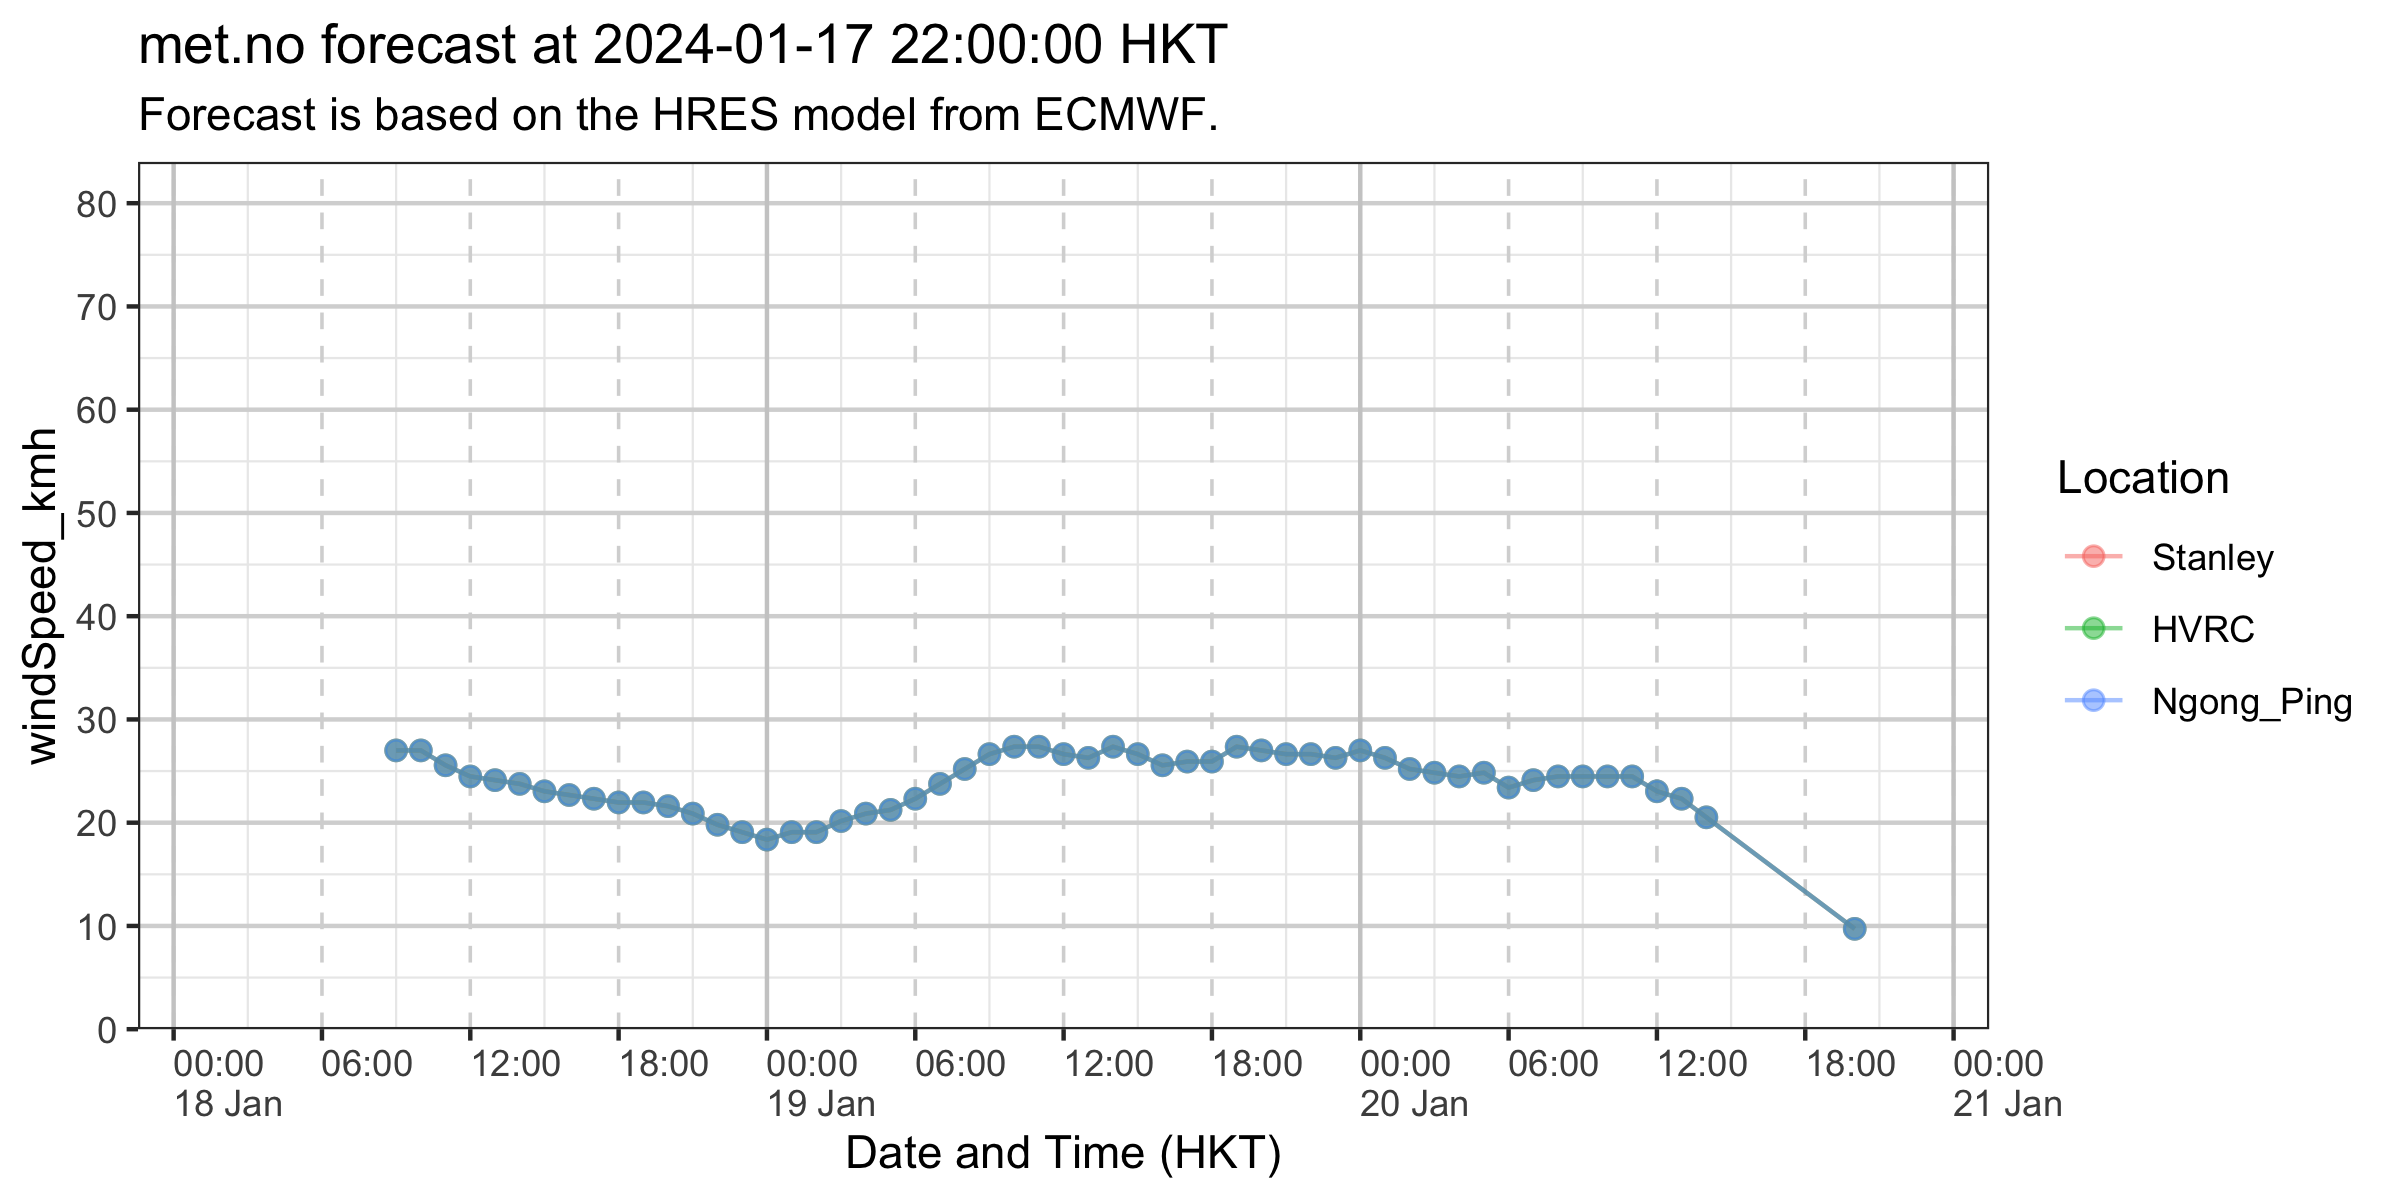 met.no forecast at 2024-01-17 22:00:00 HKT
Forecast is based on the HRES model from ECMWF.
windSpeed_kmh
80
70
60
50
40
30
20
10
0
00:00 06:00 12:00 18:00 00:00 06:00 12:00 18:00 00:00 06:00 12:00 18:00 00:00
18 Jan 19 Jan 20 Jan 21 Jan
Date and Time (HKT)
Location
Stanley
HVRC
Ngong_Ping